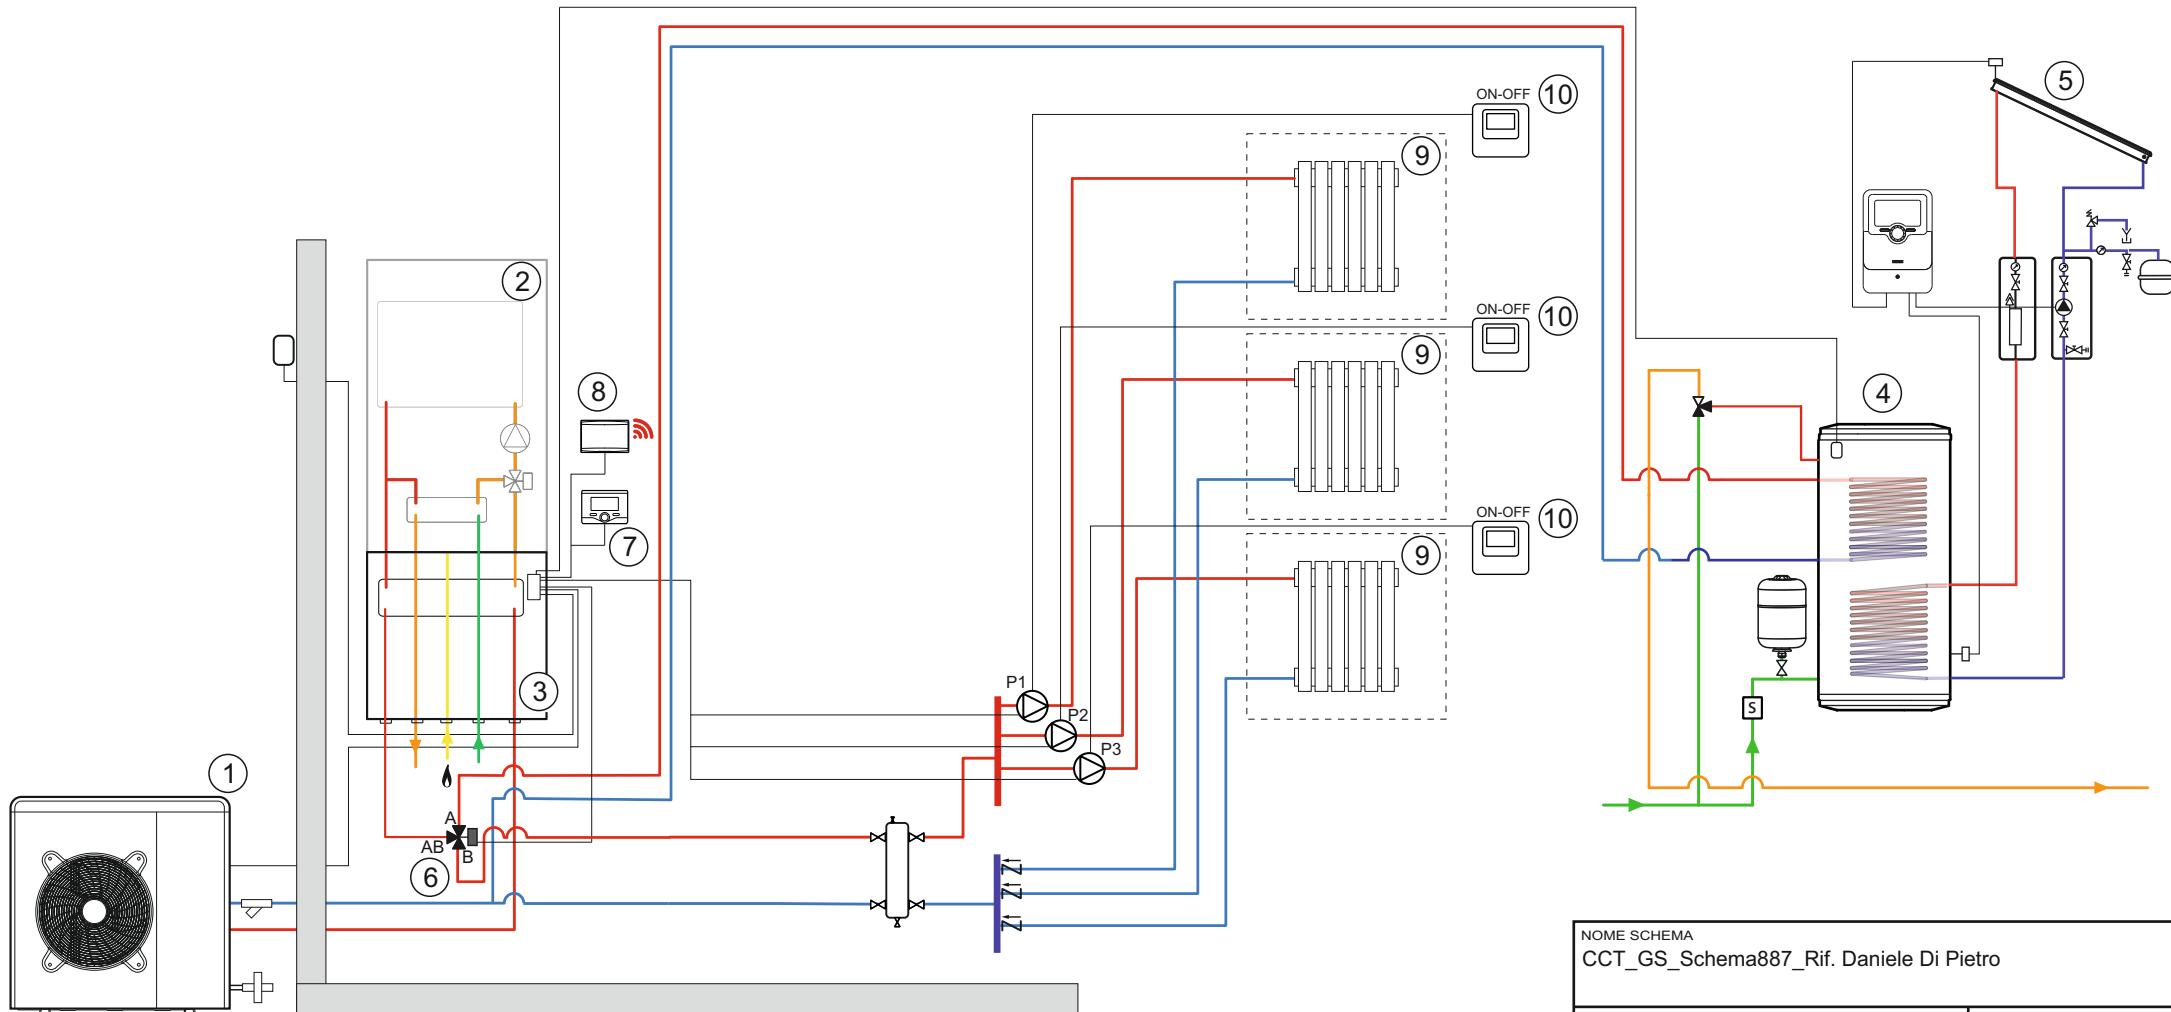 ON-OFF 10
5
9
2
ON-OFF 10
9
8
4
ON-OFF 10
7
9
3
P1
P2
P3
1
A
AB
B
6
S
NOME SCHEMA
CCT_GS_Schema887_Rif. Daniele Di Pietro